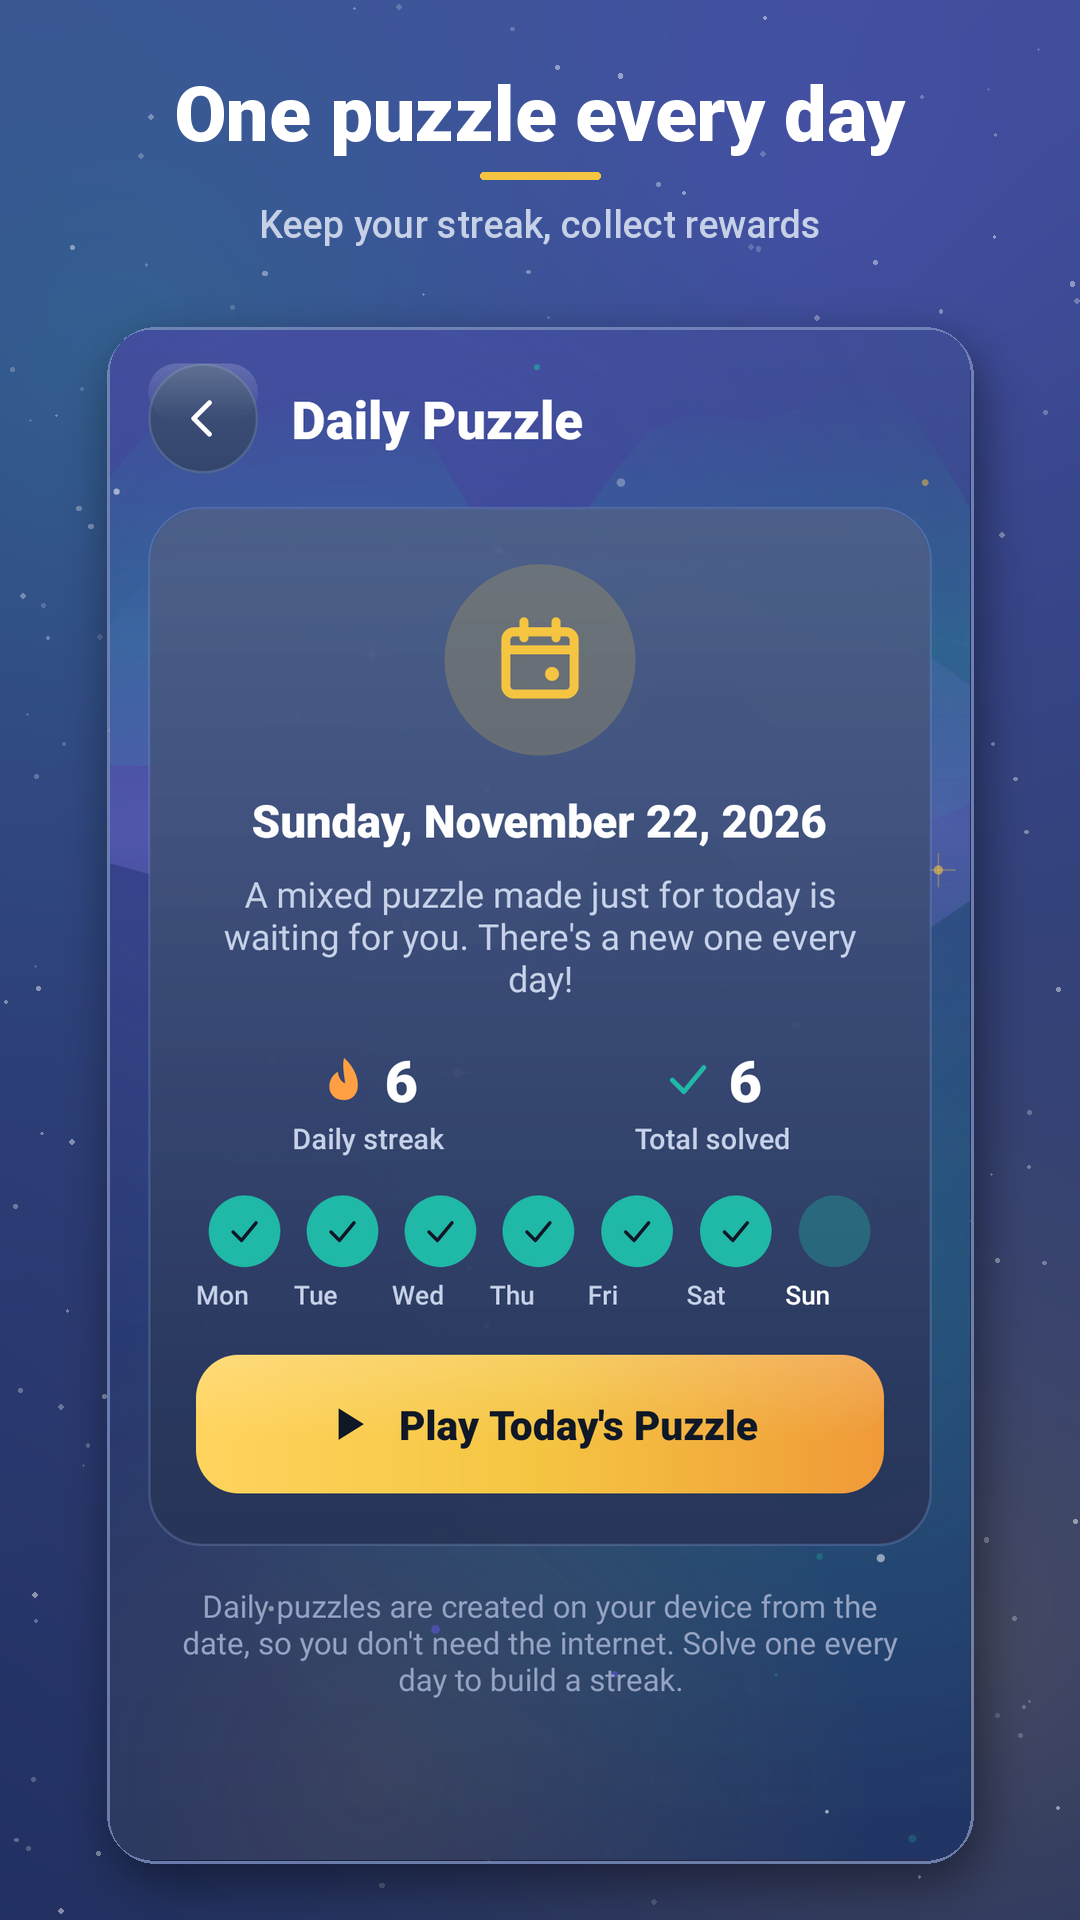 One puzzle every day
Keep your streak, collect rewards
Daily Puzzle
Sunday, November 22, 2026
A mixed puzzle made just for today is
waiting for you. There's a new one every
day!
6 6
Daily streak Total solved
Mon Tue Wed Thu Fri Sat Sun
Play Today's Puzzle
Daily puzzles are created on your device from the
date, so you don't need the internet. Solve one every
day to build a streak.